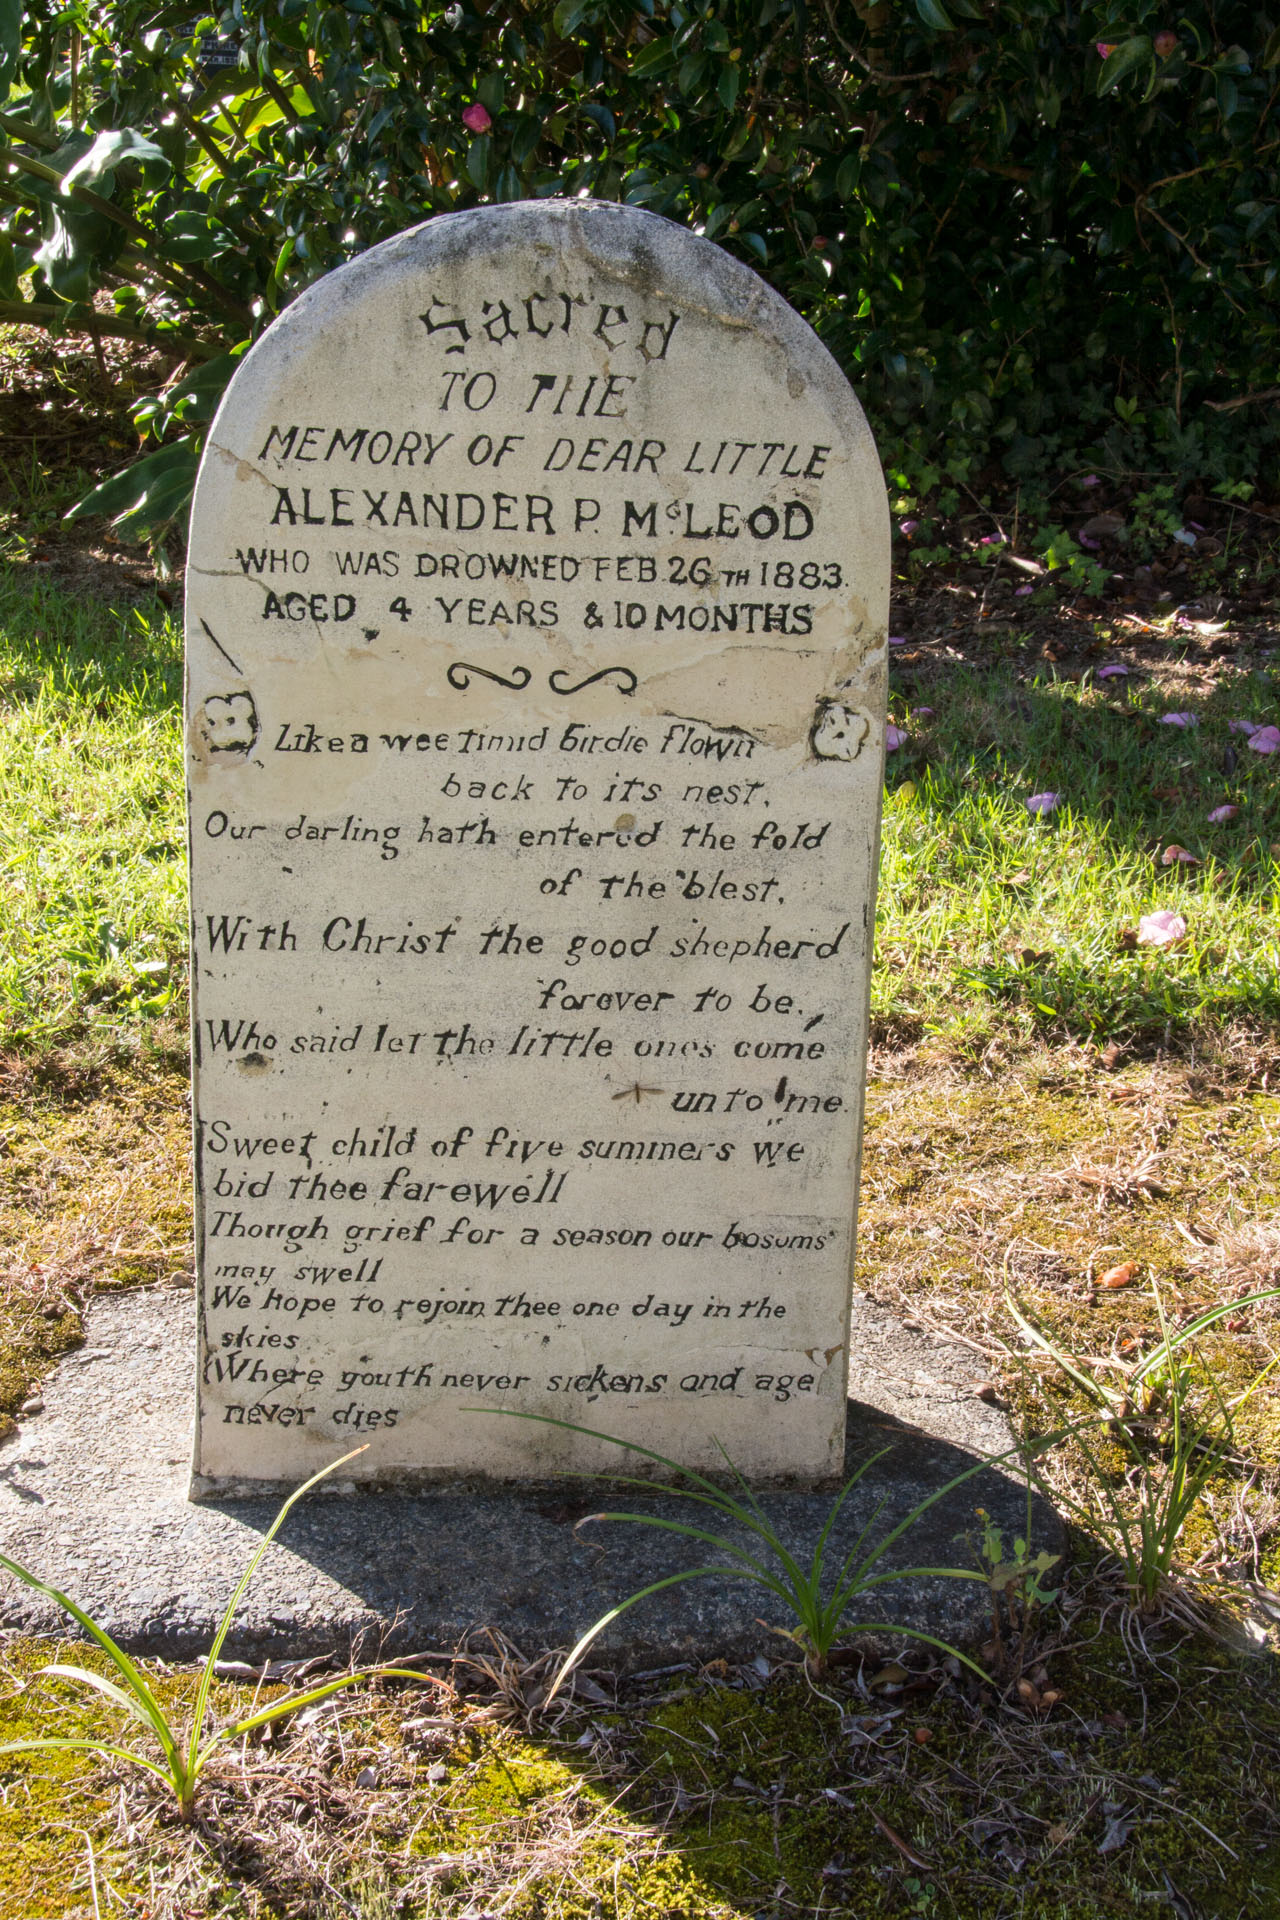 Sacred
TO THE
MEMORY OF DEAR LITTLE
ALEXANDER P. McLEOD
WHO WAS DROWNED FEB 26TH 1883.
AGED 4 YEARS & 10 MONTHS
Like a wee timid birdie flown
back to its nest,
Our darling hath entered the fold
of the blest,
With Christ the good shepherd
forever to be,
Who said let the little ones come
unto me.
Sweet child of five summers we
bid thee farewell
Though grief for a season our bosoms
may swell
We hope to rejoin thee one day in the
skies
Where youth never sickens and age
never dies